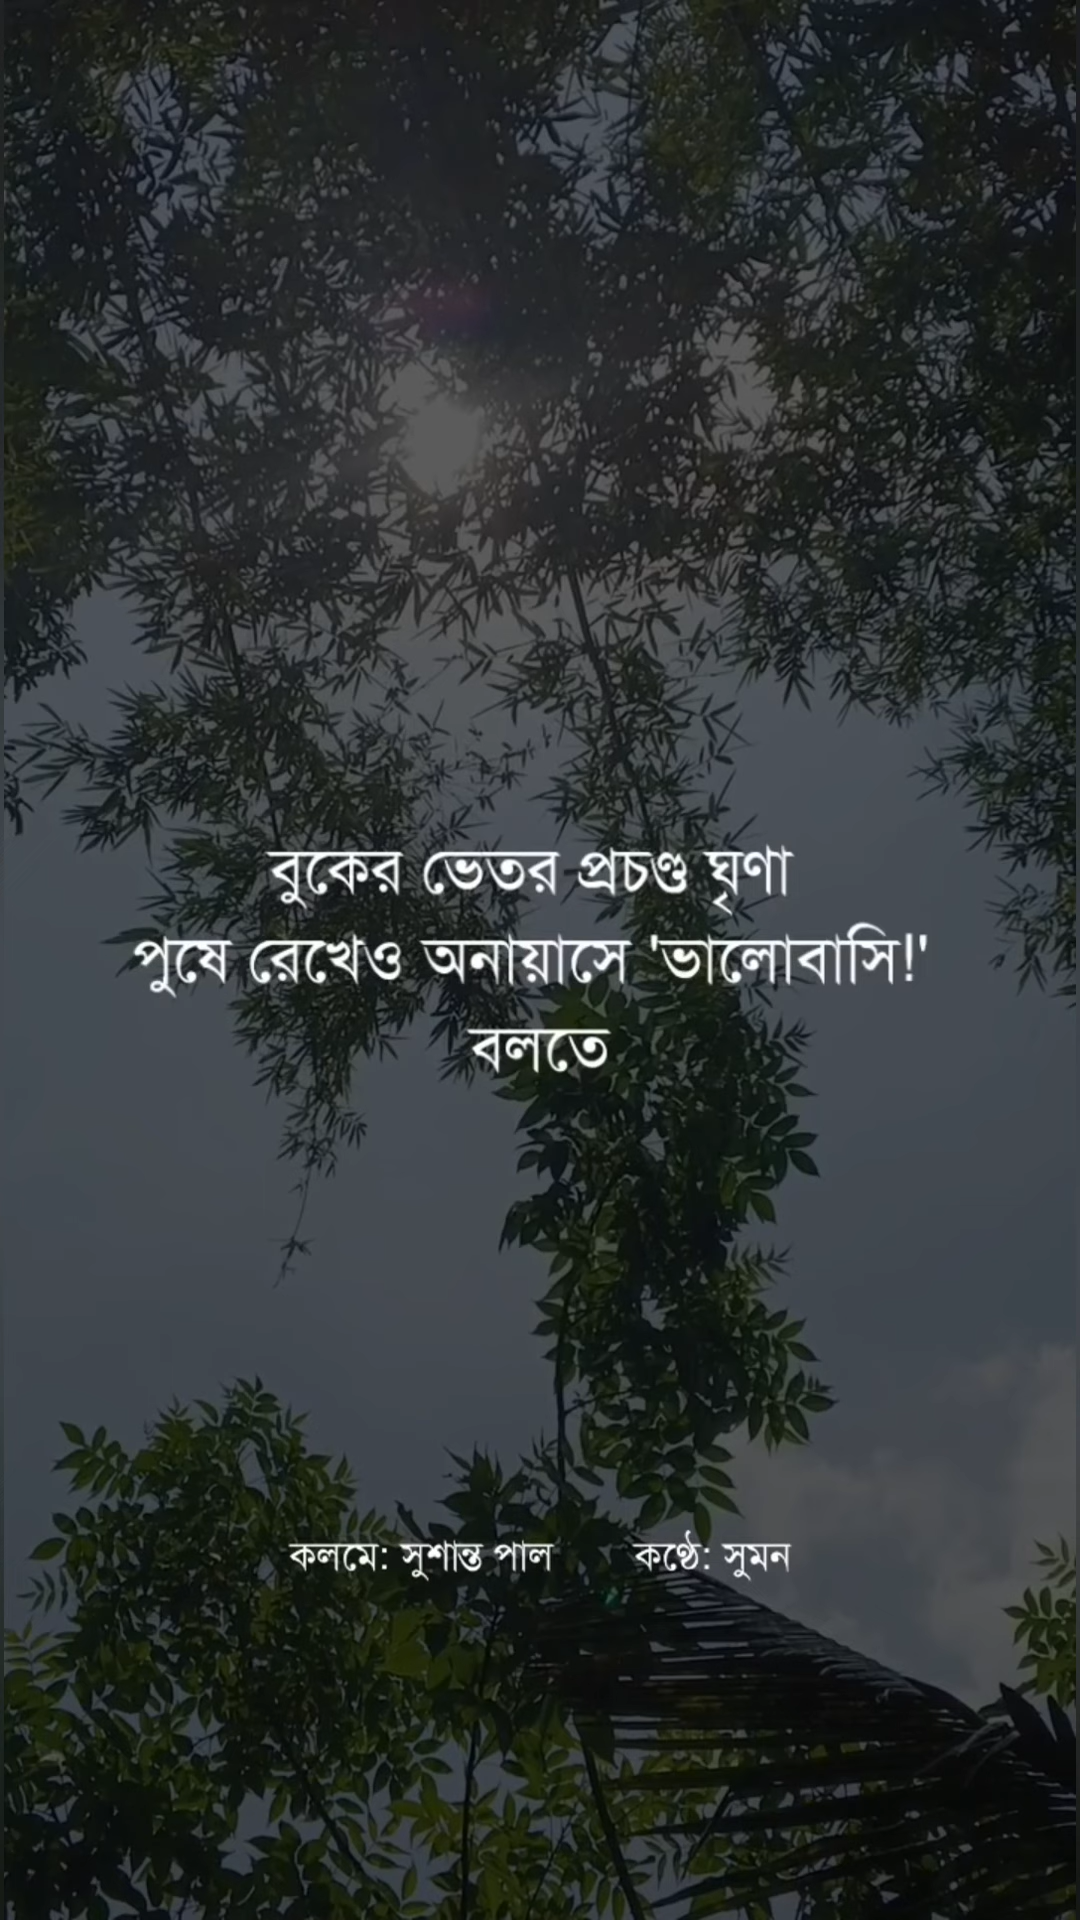 বুকের ভেতর প্রচণ্ড ঘৃণা
পুষে রেখেও অনায়াসে 'ভালোবাসি!'
বলতে
কলমে: সুশান্ত পাল কণ্ঠে: সুমন